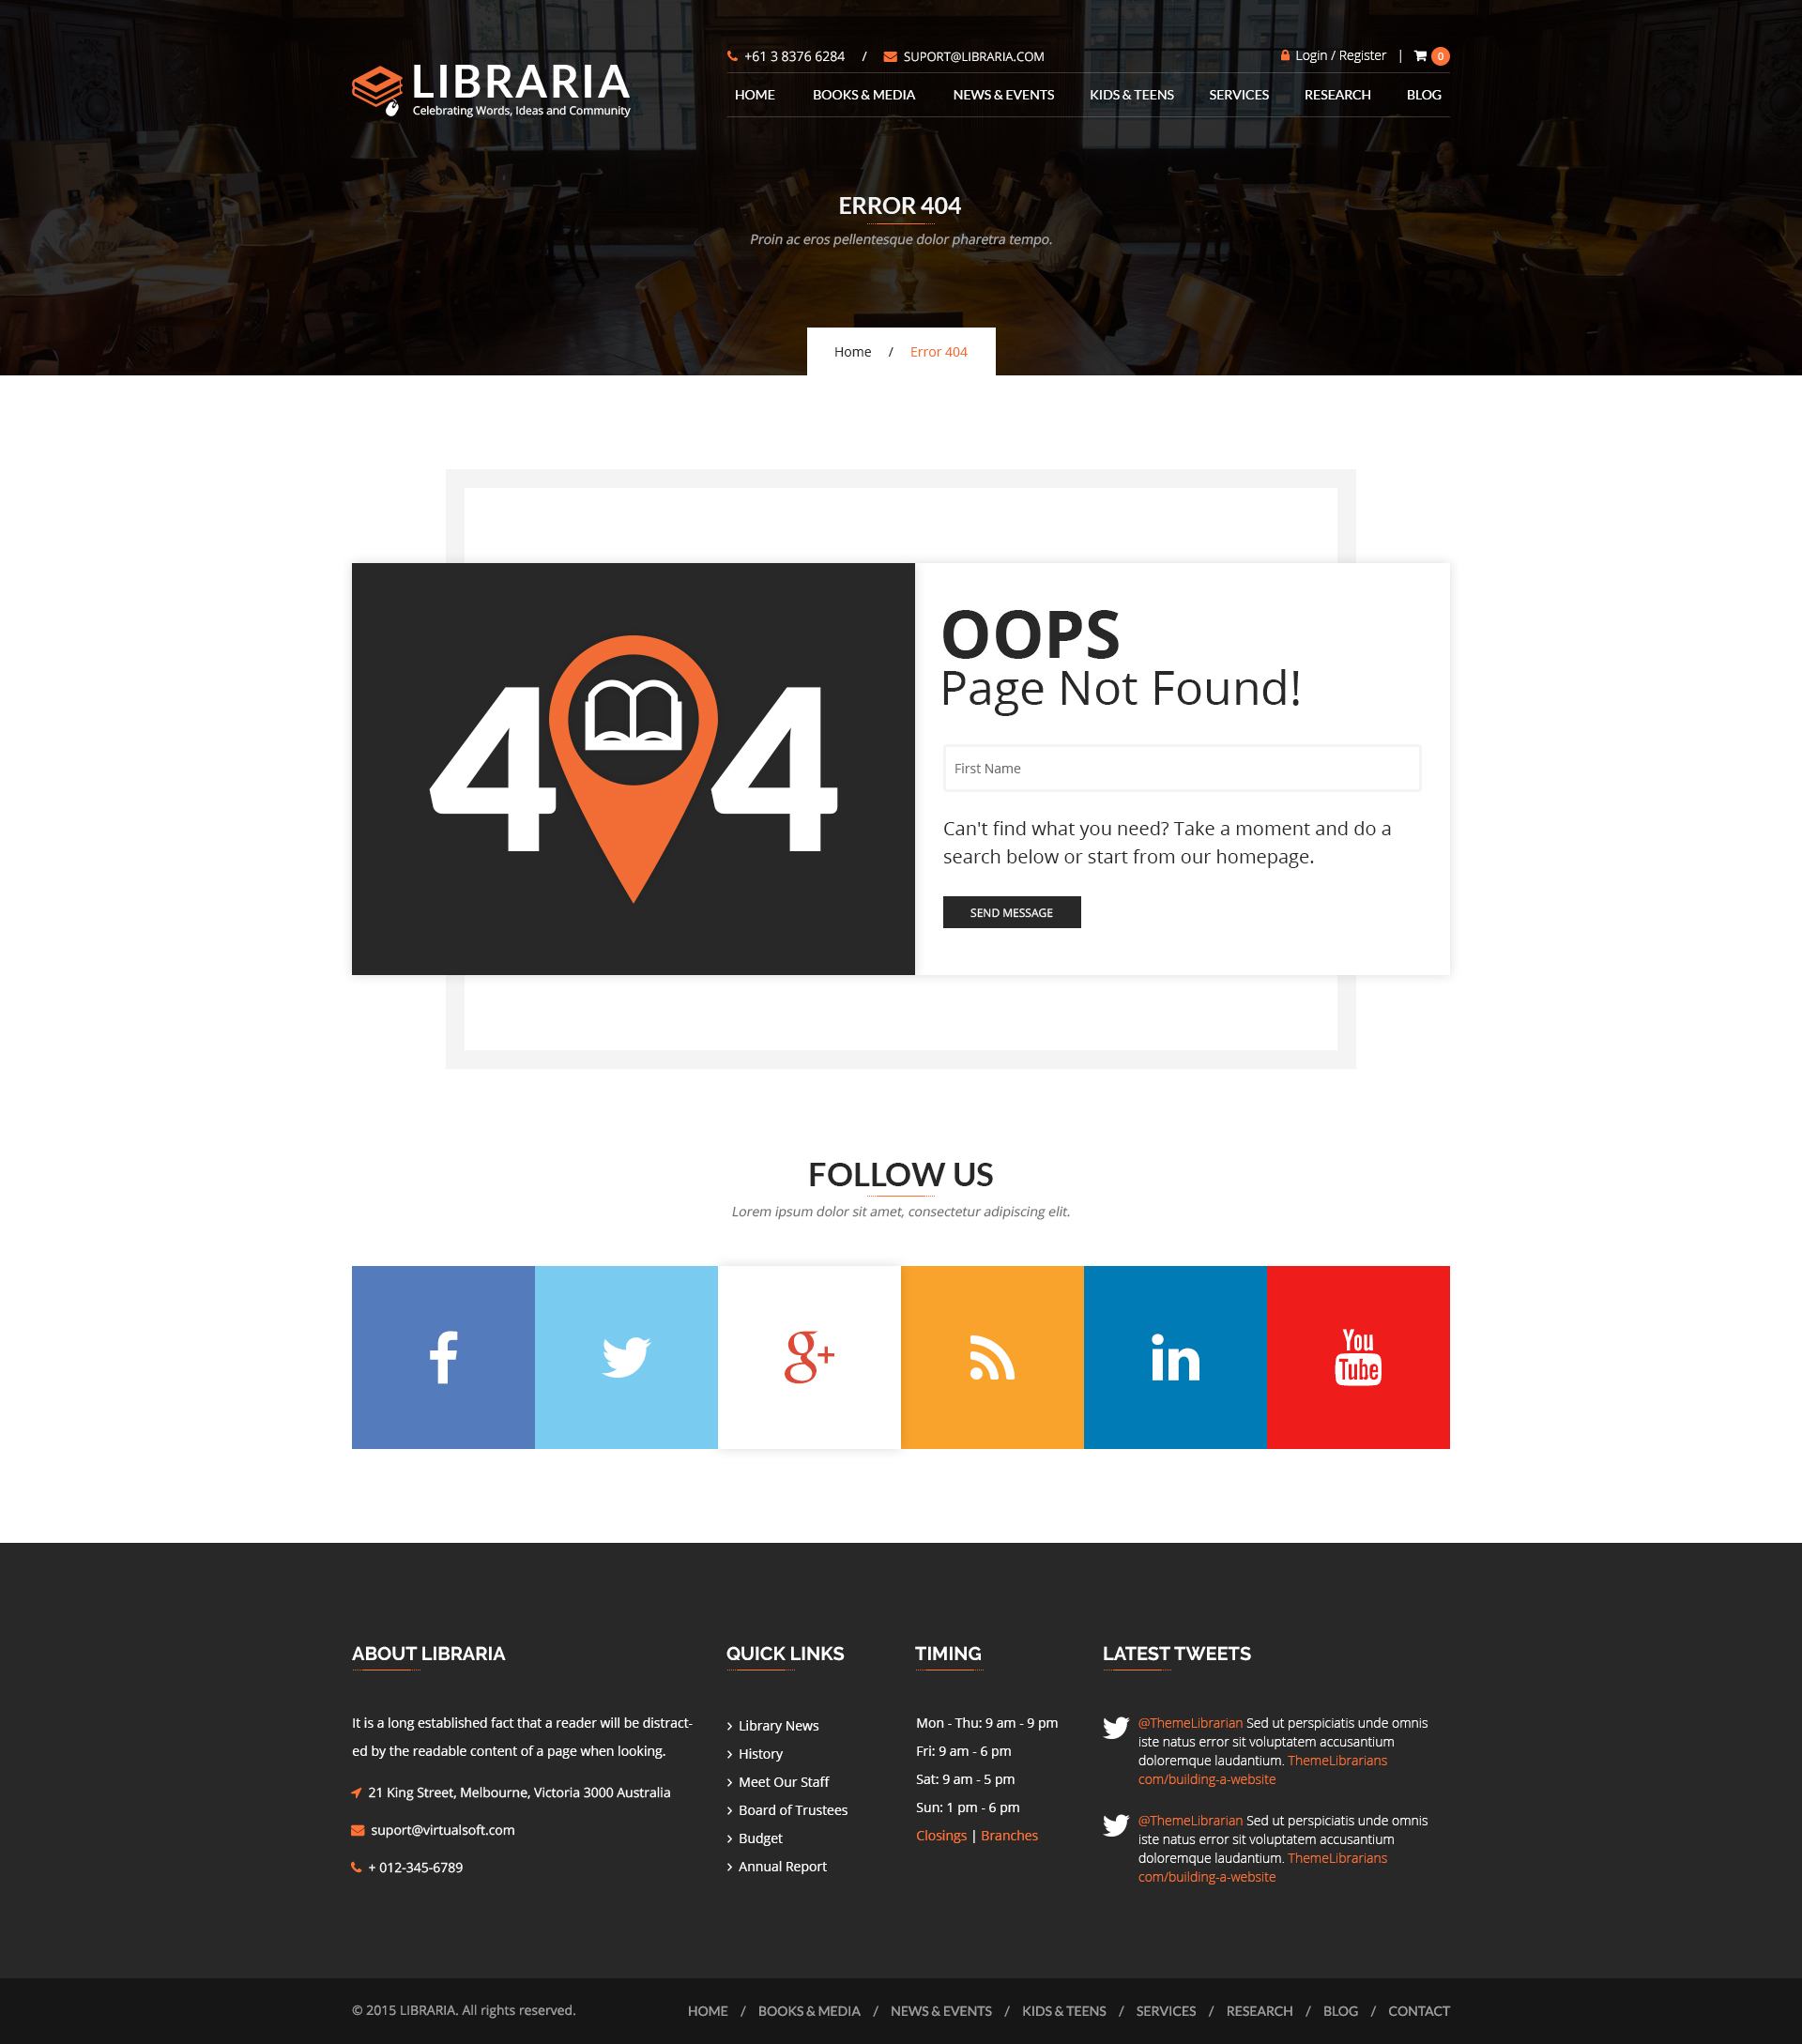 +61 3 8376 6284 / SUPORT@LIBRARIA.COM
Login / Register | 0
LIBRARIA
Celebrating Words, Ideas and Community
HOME BOOKS & MEDIA NEWS & EVENTS KIDS & TEENS SERVICES RESEARCH BLOG
ERROR 404
Proin ac eros pellentesque dolor pharetra tempo.
Home / Error 404
4 4
OOPS
Page Not Found!
First Name
Can't find what you need? Take a moment and do a
search below or start from our homepage.
SEND MESSAGE
FOLLOW US
Lorem ipsum dolor sit amet, consectetur adipiscing elit.
f
g+
in
You
Tube
ABOUT LIBRARIA
It is a long established fact that a reader will be distract-
ed by the readable content of a page when looking.
21 King Street, Melbourne, Victoria 3000 Australia
suport@virtualsoft.com
+ 012-345-6789
QUICK LINKS
Library News
History
Meet Our Staff
Board of Trustees
Budget
Annual Report
TIMING
Mon - Thu: 9 am - 9 pm
Fri: 9 am - 6 pm
Sat: 9 am - 5 pm
Sun: 1 pm - 6 pm
Closings | Branches
LATEST TWEETS
@ThemeLibrarian Sed ut perspiciatis unde omnis
iste natus error sit voluptatem accusantium
doloremque laudantium. ThemeLibrarians
com/building-a-website
@ThemeLibrarian Sed ut perspiciatis unde omnis
iste natus error sit voluptatem accusantium
doloremque laudantium. ThemeLibrarians
com/building-a-website
© 2015 LIBRARIA. All rights reserved.
HOME / BOOKS & MEDIA / NEWS & EVENTS / KIDS & TEENS / SERVICES / RESEARCH / BLOG / CONTACT